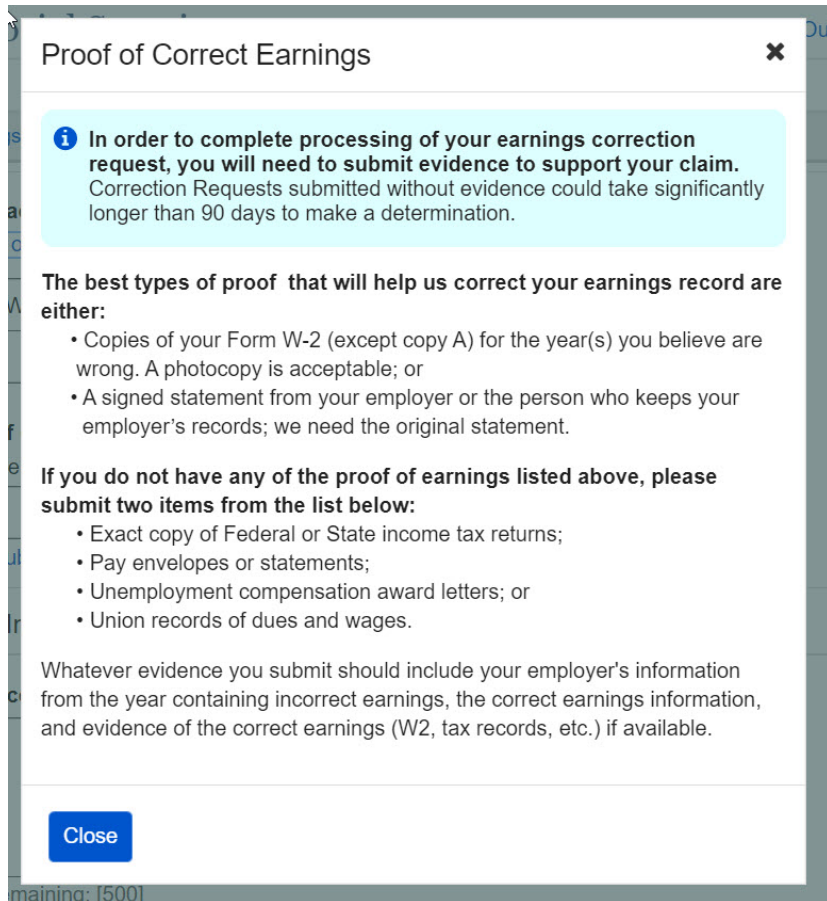 Proof of Correct Earnings
In order to complete processing of your earnings correction
request, you will need to submit evidence to support your claim.
Correction Requests submitted without evidence could take significantly
longer than 90 days to make a determination.
The best types of proof  that will help us correct your earnings record are
either:
• Copies of your Form W-2 (except copy A) for the year(s) you believe are
wrong. A photocopy is acceptable; or
• A signed statement from your employer or the person who keeps your
employer’s records; we need the original statement.
If you do not have any of the proof of earnings listed above, please
submit two items from the list below:
• Exact copy of Federal or State income tax returns;
• Pay envelopes or statements;
• Unemployment compensation award letters; or
• Union records of dues and wages.
Whatever evidence you submit should include your employer's information
from the year containing incorrect earnings, the correct earnings information,
and evidence of the correct earnings (W2, tax records, etc.) if available.
Close
maining: [500]